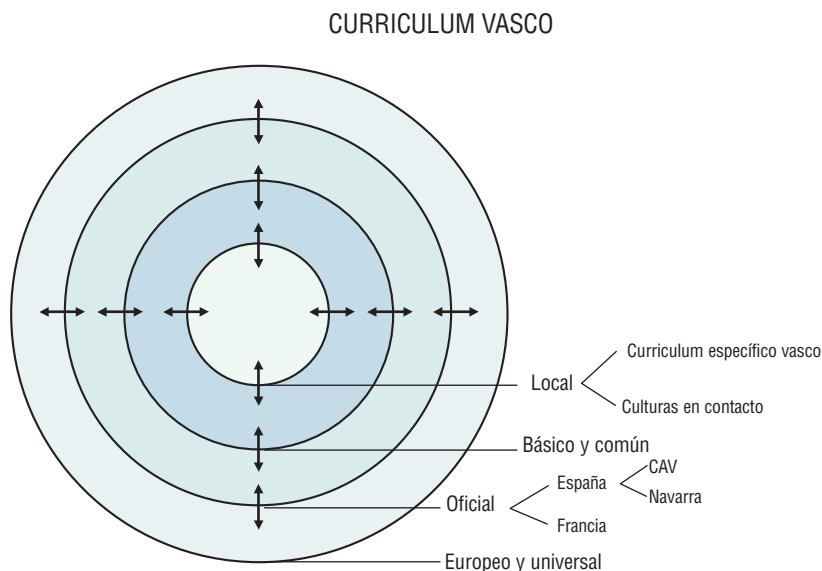 CURRICULUM VASCO
Curriculum específico vasco
Local
Culturas en contacto
Básico y común
CAV
España
Navarra
Oficial
Francia
Europeo y universal